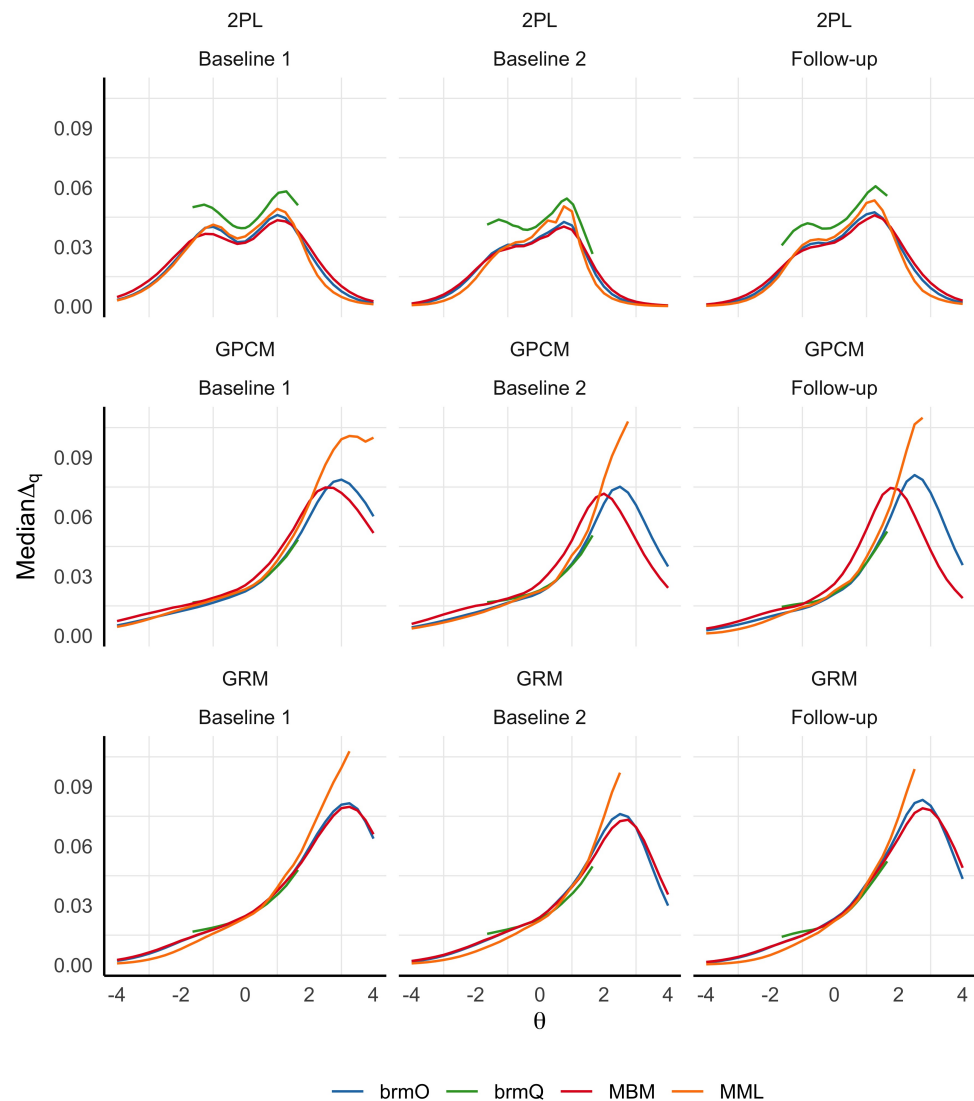 2PL 2PL 2PL
Baseline 1 Baseline 2 Follow-up
0.09
0.06
0.03
0.00
GPCM GPCM GPCM
Baseline 1 Baseline 2 Follow-up
0.09
0.06
0.03
0.00
MedianΔq
GRM GRM GRM
Baseline 1 Baseline 2 Follow-up
0.09
0.06
0.03
0.00
-4 -2 0 2 4 -4 -2 0 2 4 -4 -2 0 2 4
θ
brmO brmQ MBM MML